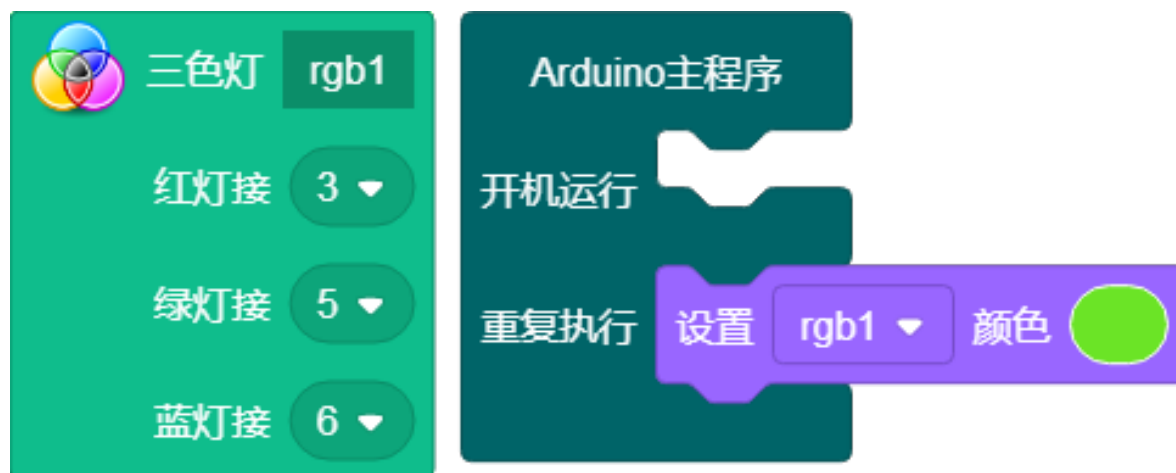 三色灯 rgb1
红灯接 3
绿灯接 5
蓝灯接 6
Arduino主程序
开机运行
重复执行 设置 rgb1 颜色